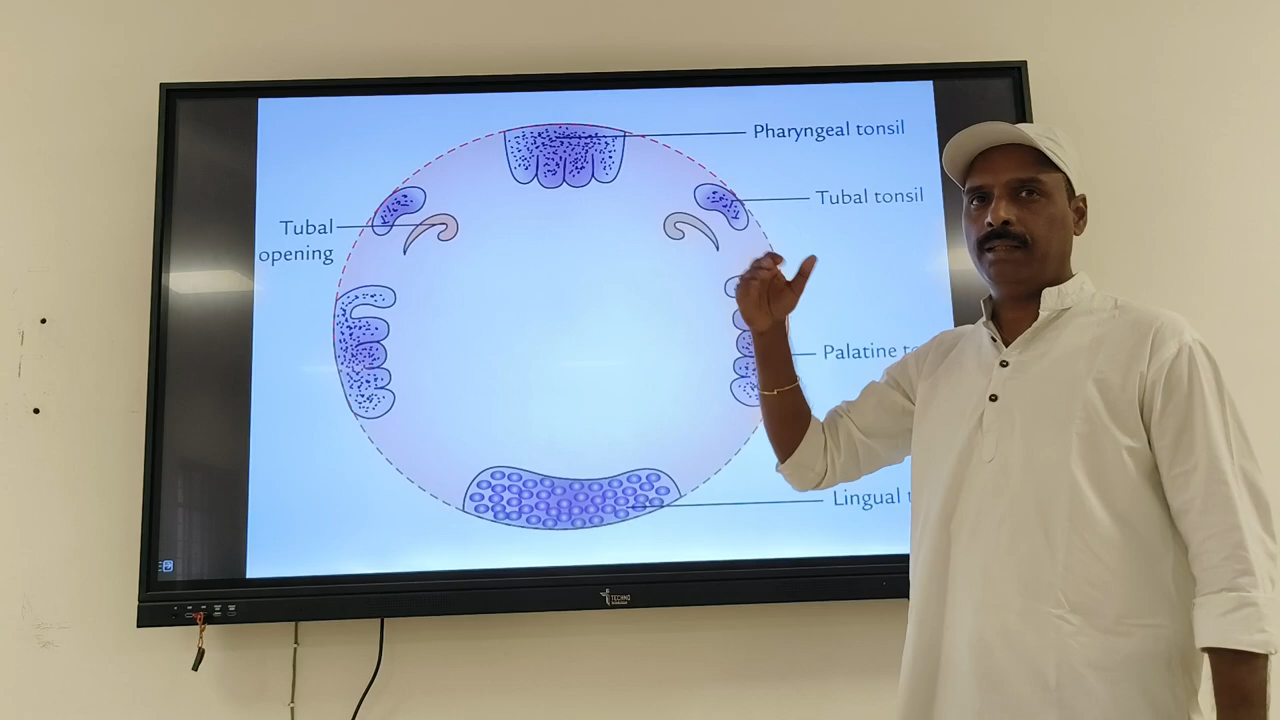 Pharyngeal tonsil
Tubal tonsil
Tubal
opening
Palatine
Lingual
TECHNO